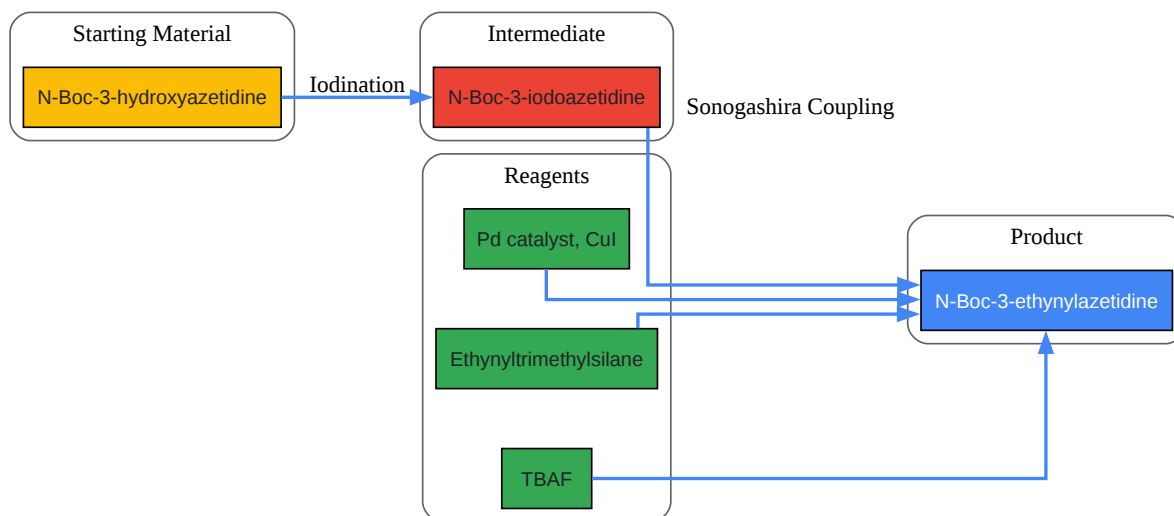 Starting Material
N-Boc-3-hydroxyazetidine
Iodination
Intermediate
N-Boc-3-iodoazetidine
Sonogashira Coupling
Reagents
Pd catalyst, CuI
Ethynyltrimethylsilane
TBAF
Product
N-Boc-3-ethynylazetidine